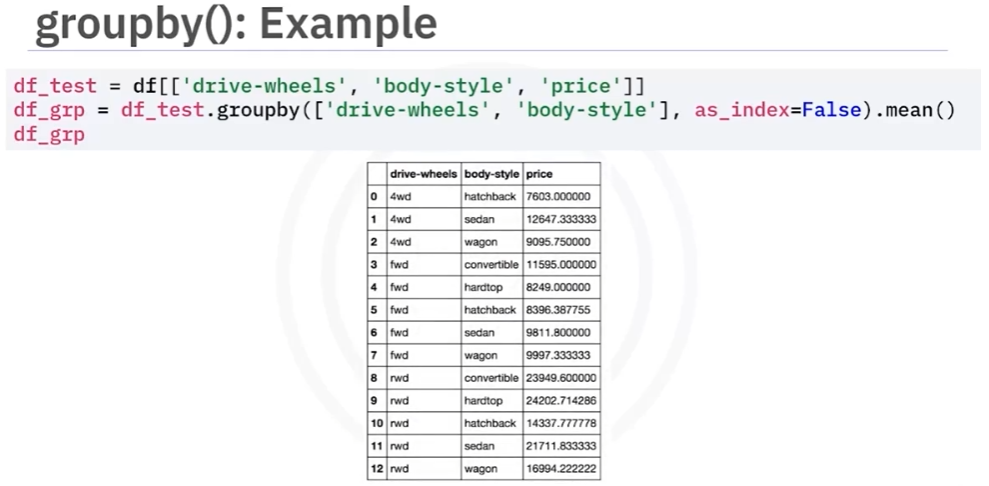 groupby(): Example
df_test = df[['drive-wheels', 'body-style', 'price']]
df_grp = df_test.groupby(['drive-wheels', 'body-style'], as_index=False).mean()
df_grp
drive-wheels body-style price
0 4wd hatchback 7603.000000
1 4wd sedan 12647.333333
2 4wd wagon 9095.750000
3 fwd convertible 11595.000000
4 fwd hardtop 8249.000000
5 fwd hatchback 8396.387755
6 fwd sedan 9811.800000
7 fwd wagon 9997.333333
8 rwd convertible 23949.600000
9 rwd hardtop 24202.714286
10 rwd hatchback 14337.777778
11 rwd sedan 21711.833333
12 rwd wagon 16994.222222